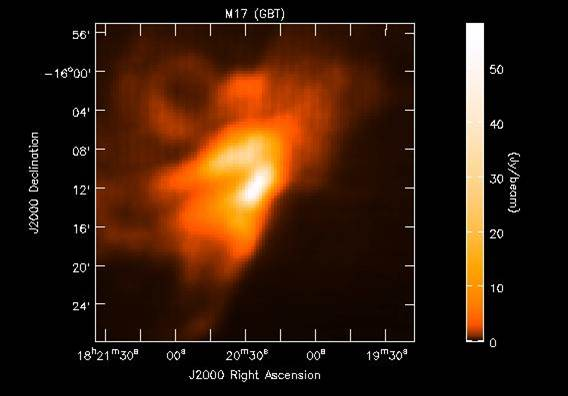 M17 (GBT)
56'
-16°00'
04'
08'
12'
16'
20'
24'
J2000 Declination
18h21m30s 00s 20m30s 00s 19m30s
J2000 Right Ascension
50
40
30
20
10
0
(Jy/beam)